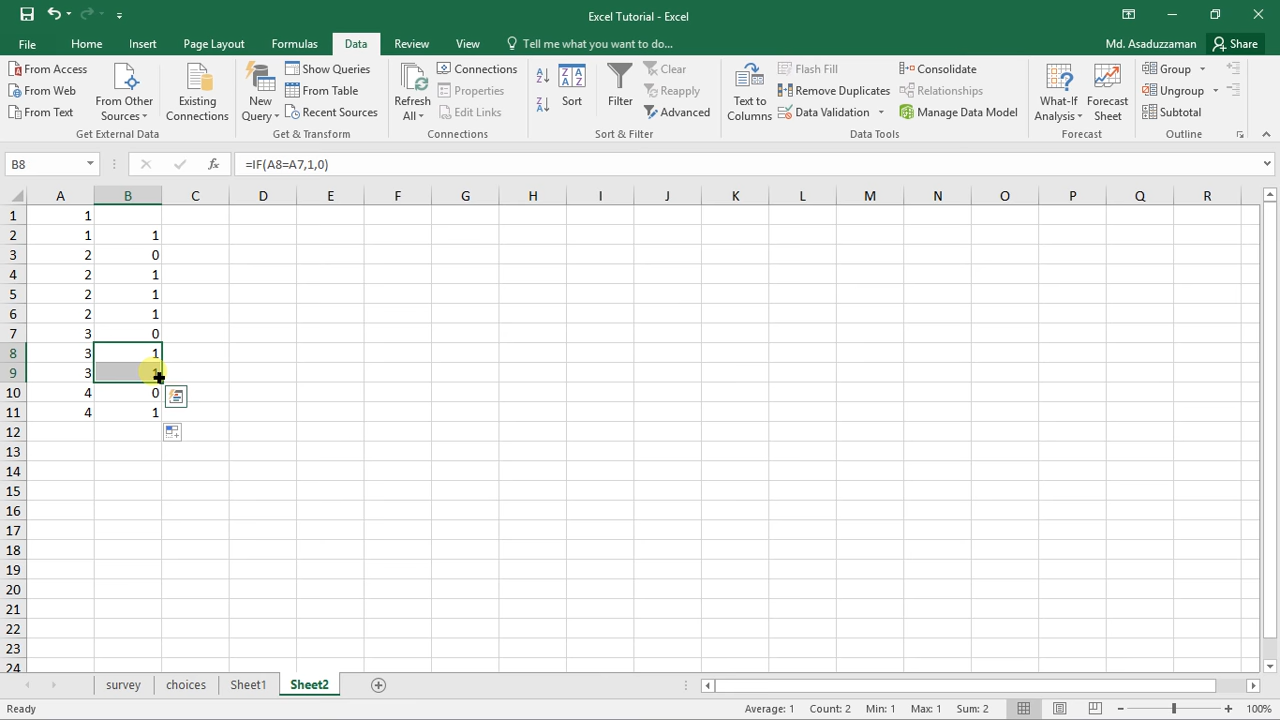 Excel Tutorial - Excel
File Home Insert Page Layout Formulas Data Review View Tell me what you want to do... Md. Asaduzzaman Share
From Access
From Web
From Text
From Other Sources
Existing Connections
Get External Data
New Query
Show Queries
From Table
Recent Sources
Get & Transform
Refresh All
Connections
Properties
Edit Links
Connections
Sort
Filter
Clear
Reapply
Advanced
Sort & Filter
Text to Columns
Flash Fill
Remove Duplicates
Data Validation
Consolidate
Relationships
Manage Data Model
Data Tools
What-If Analysis
Forecast Sheet
Forecast
Group
Ungroup
Subtotal
Outline
B8 fx =IF(A8=A7,1,0)
A B C D E F G H I J K L M N O P Q R
1 1
2 1 1
3 2 0
4 2 1
5 2 1
6 2 1
7 3 0
8 3 1
9 3 1
10 4 0
11 4 1
12
13
14
15
16
17
18
19
20
21
22
23
24
survey choices Sheet1 Sheet2
Ready Average: 1 Count: 2 Min: 1 Max: 1 Sum: 2 100%